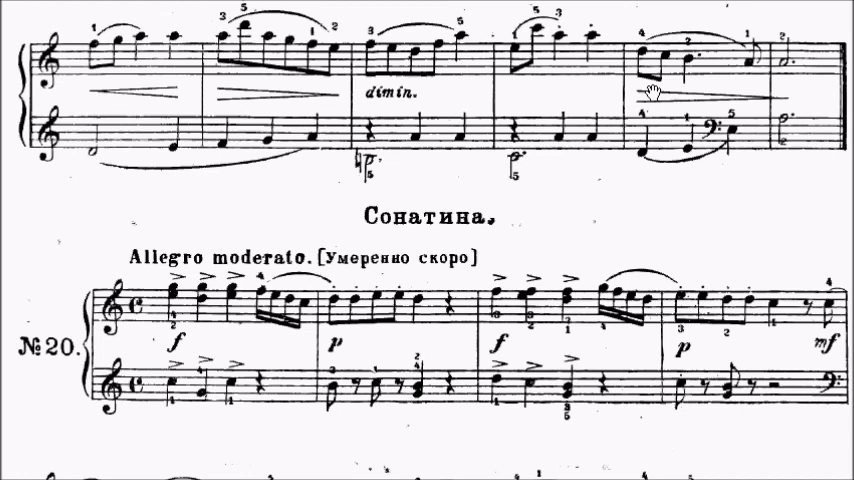 dimin.
Сонатина.
Allegro moderato. [Умеренно скоро]
№20.
f p f p mf